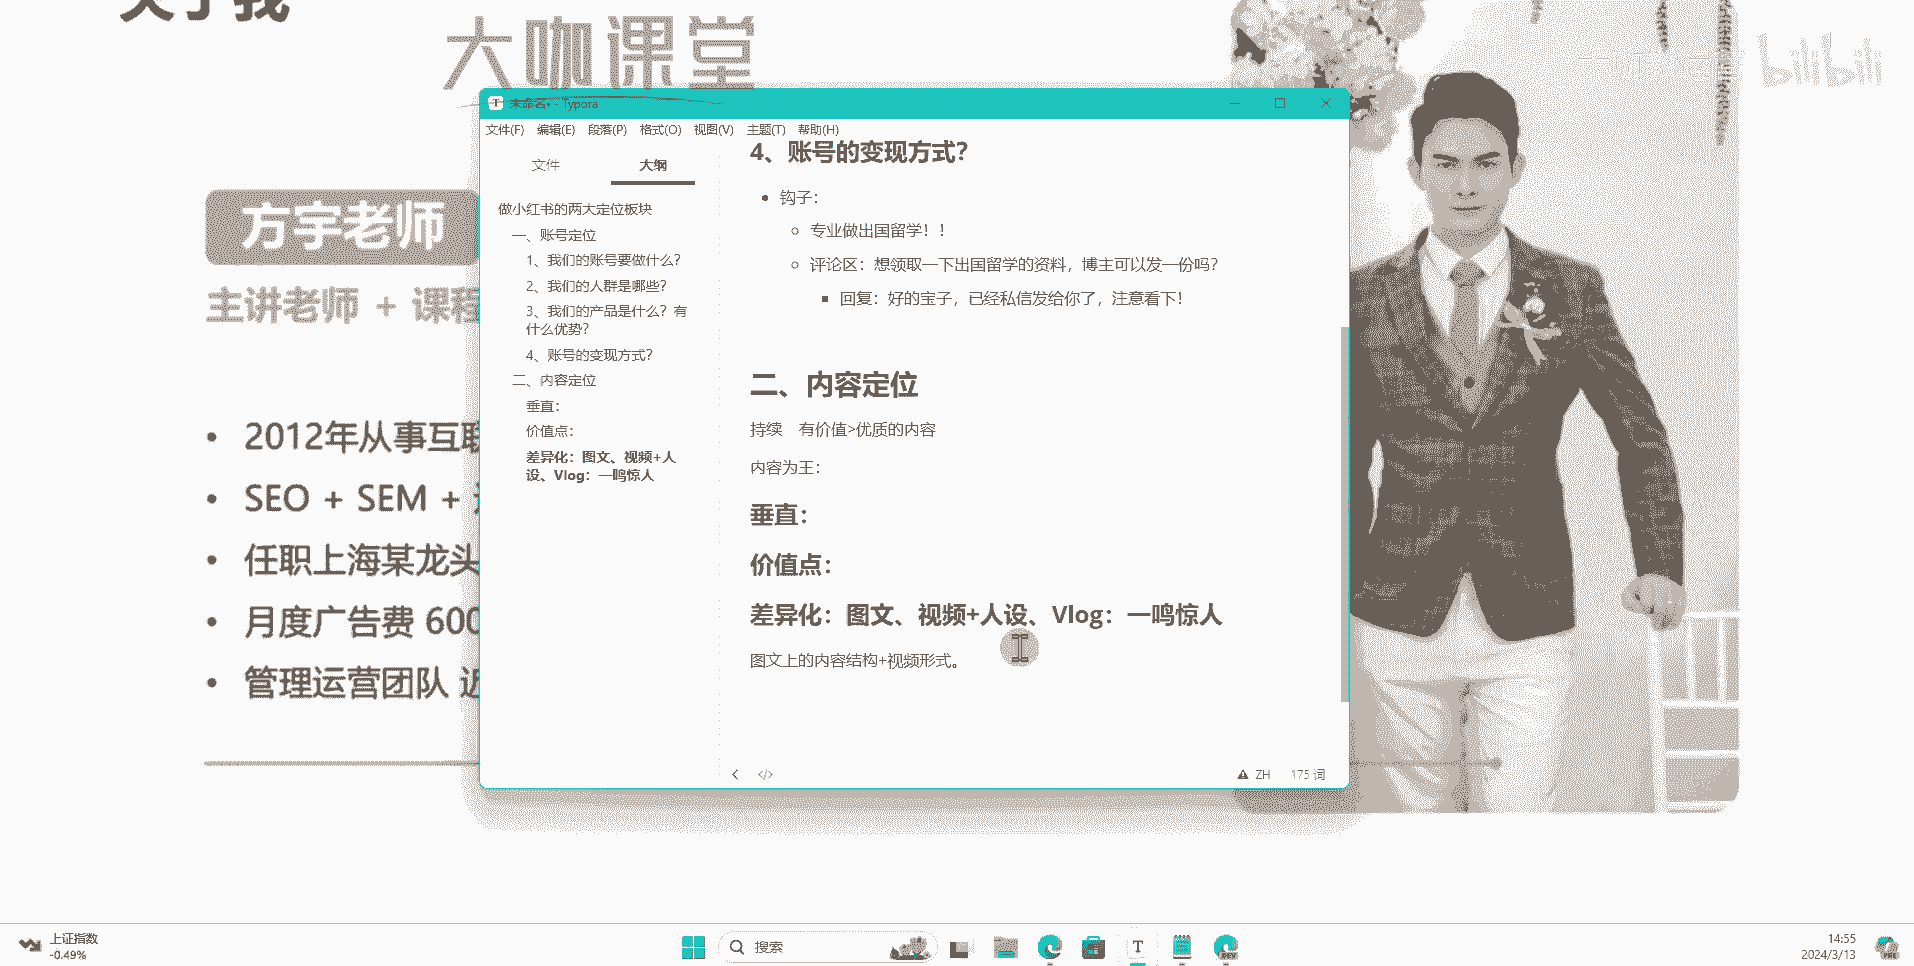 关于我
大咖课堂
bilibili
方宇老师
主讲老师 + 课程
2012年从事互联
SEO + SEM +
任职上海某龙头
月度广告费 600
管理运营团队 近
未命名• - Typora
文件(F) 编辑(E) 段落(P) 格式(O) 视图(V) 主题(T) 帮助(H)
文件 大纲
做小红书的两大定位板块
一、账号定位
1、我们的账号要做什么？
2、我们的人群是哪些？
3、我们的产品是什么？有
什么优势？
4、账号的变现方式？
二、内容定位
垂直：
价值点：
差异化：图文、视频+人
设、Vlog：一鸣惊人
4、账号的变现方式？
钩子：
专业做出国留学！！
评论区：想领取一下出国留学的资料，博主可以发一份吗？
回复：好的宝子，已经私信发给你了，注意看下！
二、内容定位
持续 有价值>优质的内容
内容为王：
垂直：
价值点：
差异化：图文、视频+人设、Vlog：一鸣惊人
图文上的内容结构+视频形式。
ZH 175 词
上证指数
-0.49%
搜索
T
DEV
14:55
2024/3/13
PRE